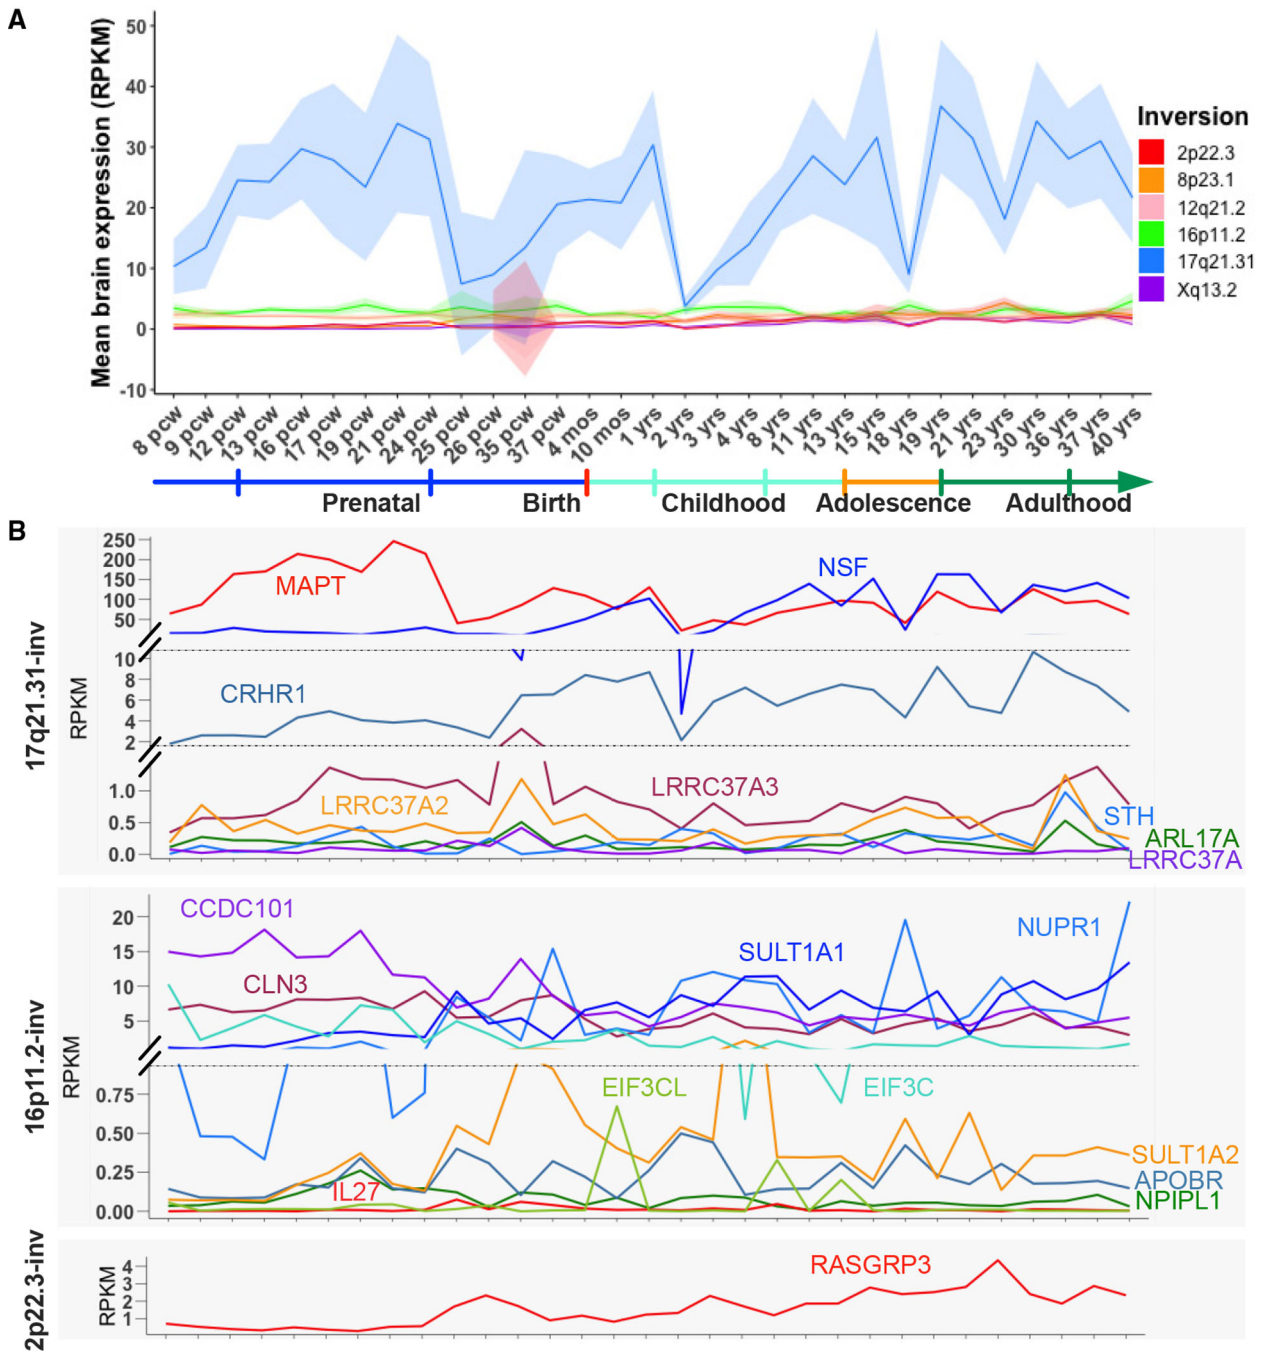 A
Mean brain expression (RPKM)
50
40
30
20
10
0
-10
Inversion
2p22.3
8p23.1
12q21.2
16p11.2
17q21.31
Xq13.2
8 pcw
9 pcw
12 pcw
13 pcw
16 pcw
17 pcw
19 pcw
21 pcw
24 pcw
25 pcw
26 pcw
35 pcw
37 pcw
4 mos
10 mos
1 yrs
2 yrs
3 yrs
4 yrs
8 yrs
11 yrs
13 yrs
15 yrs
18 yrs
19 yrs
21 yrs
23 yrs
30 yrs
36 yrs
37 yrs
40 yrs
Prenatal Birth Childhood Adolescence Adulthood
B
17q21.31-inv
RPKM
250
200
150
100
50
10
8
6
4
2
1.0
0.5
0.0
MAPT
NSF
CRHR1
LRRC37A3
LRRC37A2
STH
ARL17A
LRRC37A
16p11.2-inv
RPKM
20
15
10
5
0.75
0.50
0.25
0.00
CCDC101
NUPR1
SULT1A1
CLN3
EIF3CL
EIF3C
SULT1A2
APOBR
IL27
NPIPL1
2p22.3-inv
RPKM
4
3
2
1
RASGRP3